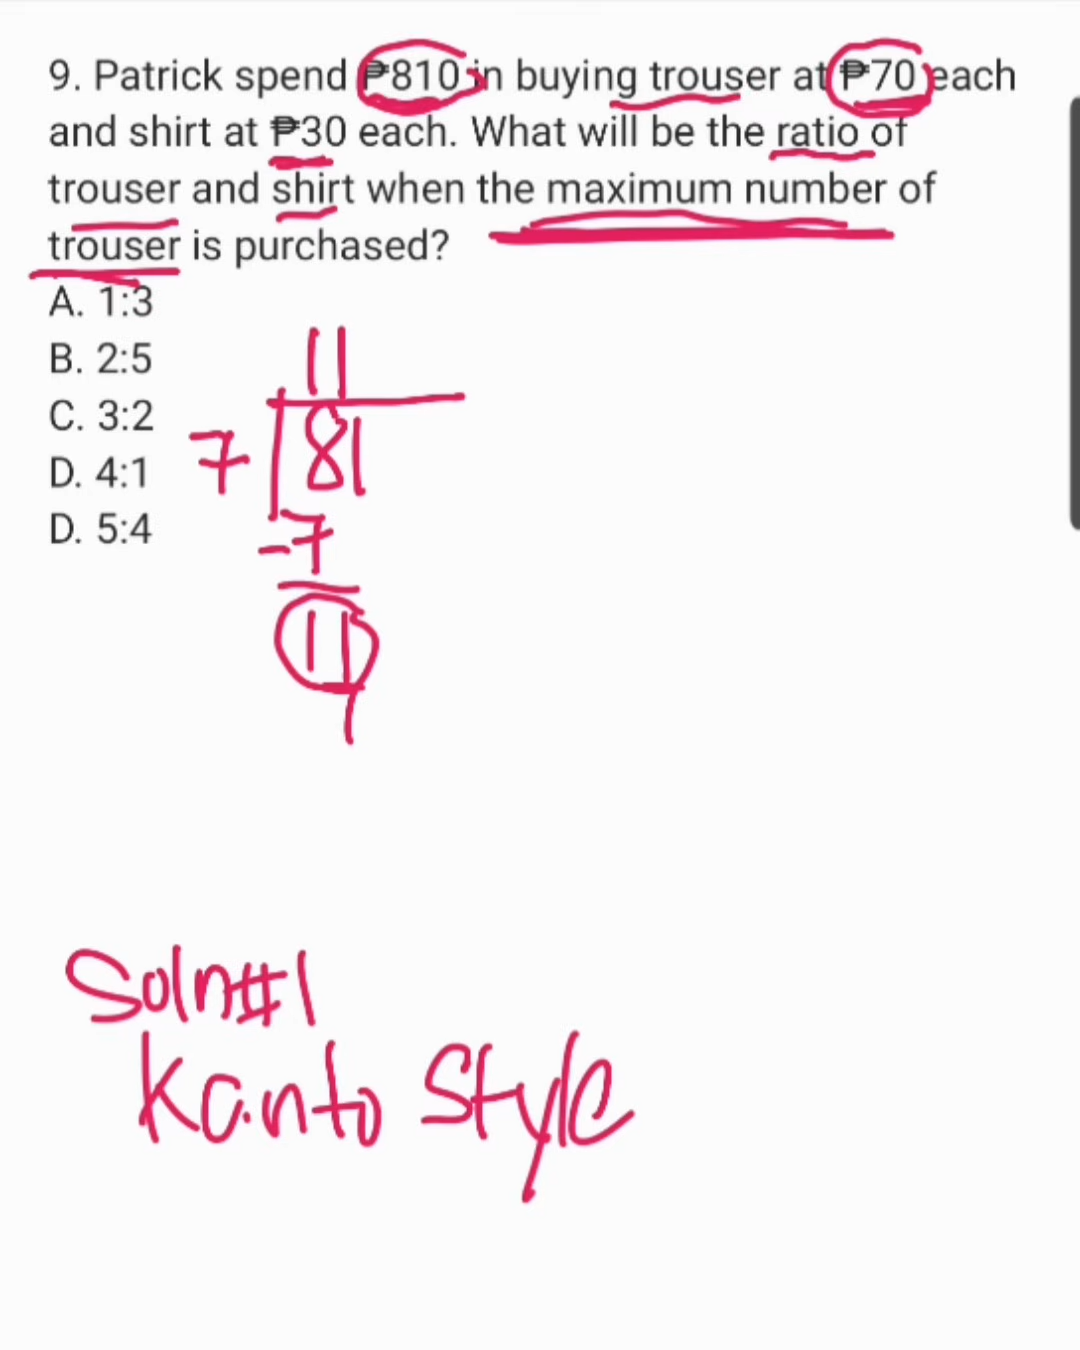 9. Patrick spend ₱810 in buying trouser at ₱70 each
and shirt at ₱30 each. What will be the ratio of
trouser and shirt when the maximum number of
trouser is purchased?
A. 1:3
B. 2:5
C. 3:2
D. 4:1
D. 5:4
11
7 81
-7
11
Soln#1
Kanto Style